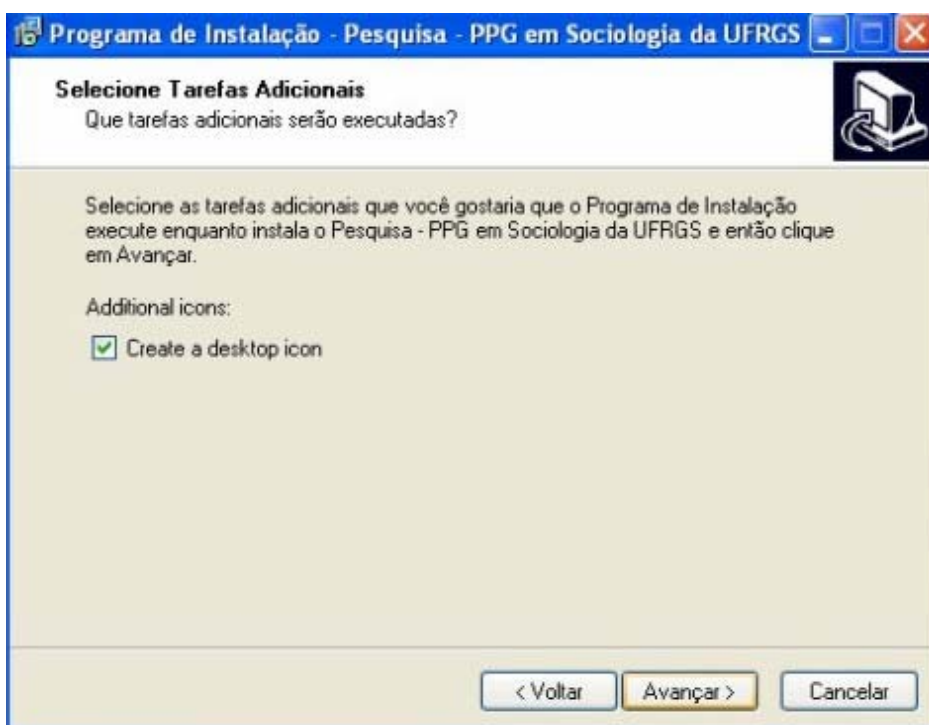 Programa de Instalação - Pesquisa - PPG em Sociologia da UFRGS
Selecione Tarefas Adicionais
Que tarefas adicionais serão executadas?
Selecione as tarefas adicionais que você gostaria que o Programa de Instalação
execute enquanto instala o Pesquisa - PPG em Sociologia da UFRGS e então clique
em Avançar.
Additional icons:
Create a desktop icon
< Voltar
Avançar >
Cancelar